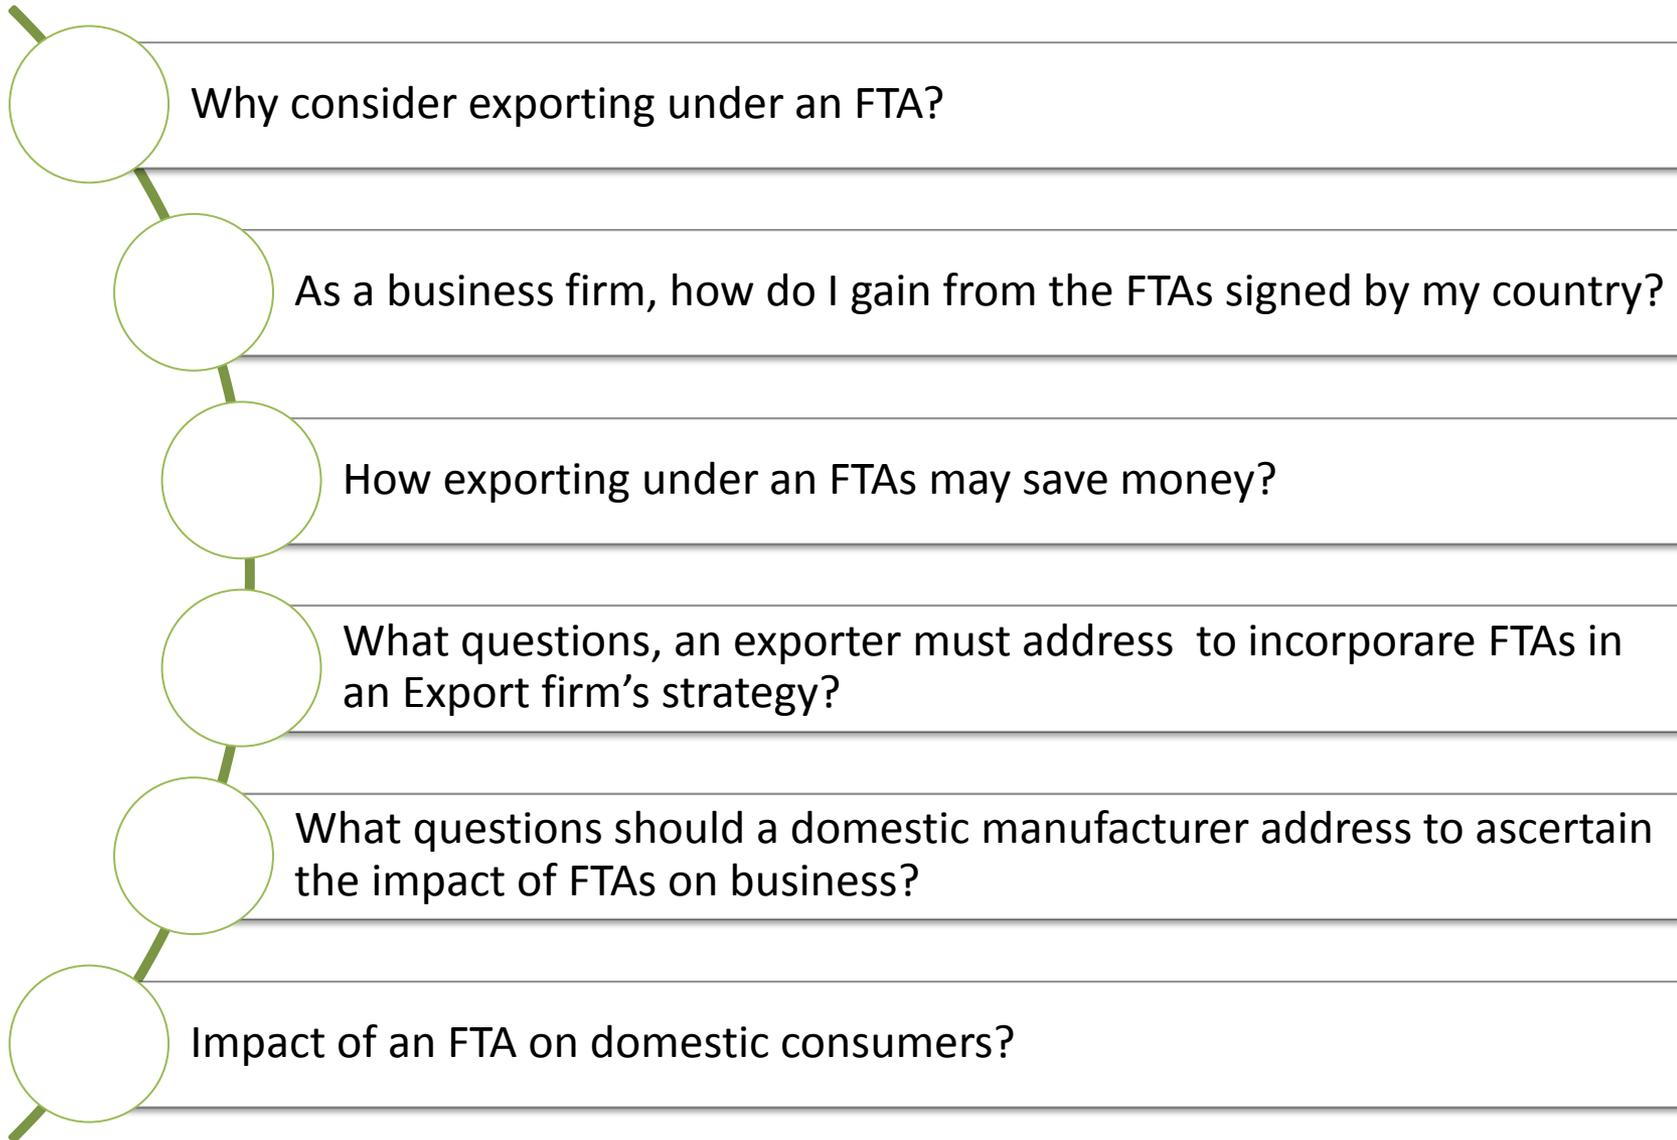 Why consider exporting under an FTA?
As a business firm, how do I gain from the FTAs signed by my country?
How exporting under an FTAs may save money?
What questions, an exporter must address  to incorporare FTAs in
an Export firm’s strategy?
What questions should a domestic manufacturer address to ascertain
the impact of FTAs on business?
Impact of an FTA on domestic consumers?